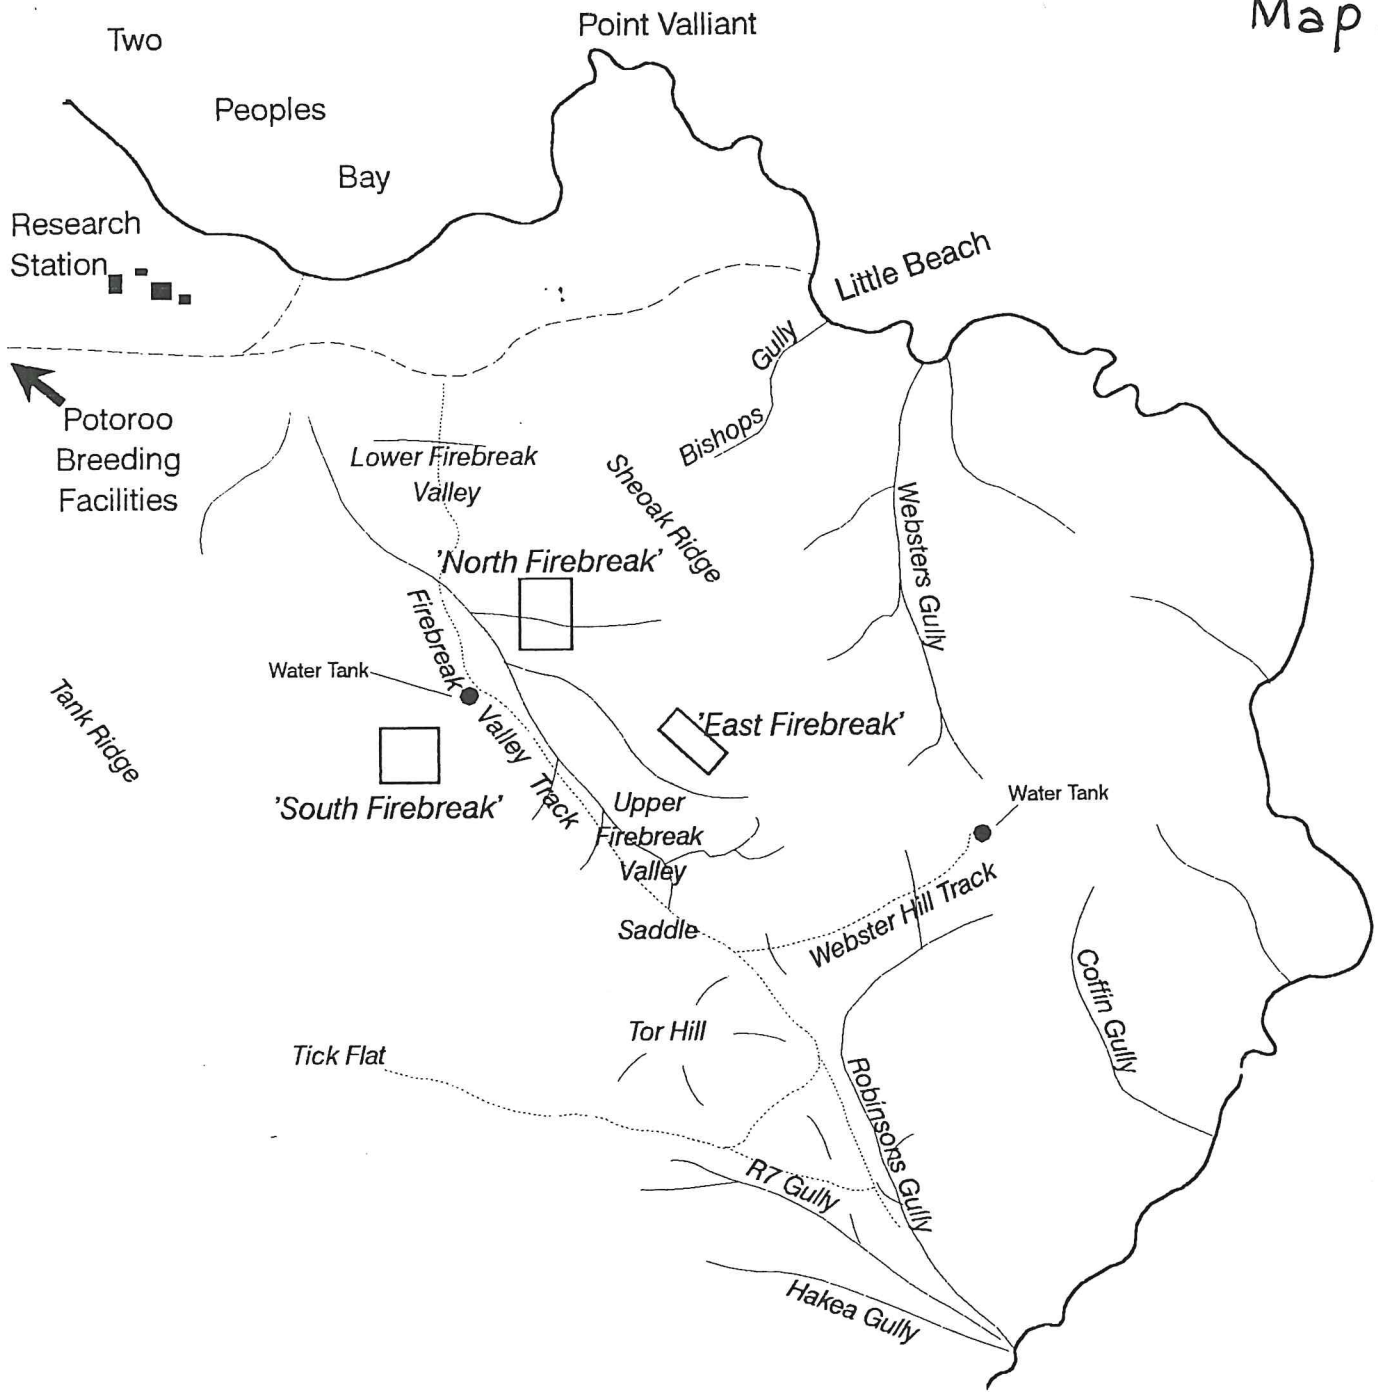 Map
Point Valliant
Two
Peoples
Bay
Research
Station
Little Beach
Gully
Bishops
Potoroo
Breeding
Facilities
Lower Firebreak
Valley
Sheoak Ridge
Websters Gully
'North Firebreak'
Firebreak
Valley
Track
Water Tank
Tank Ridge
'East Firebreak'
'South Firebreak'
Upper
Firebreak
Valley
Water Tank
Saddle
Webster Hill Track
Coffin Gully
Tor Hill
Tick Flat
Robinsons Gully
R7 Gully
Hakea Gully